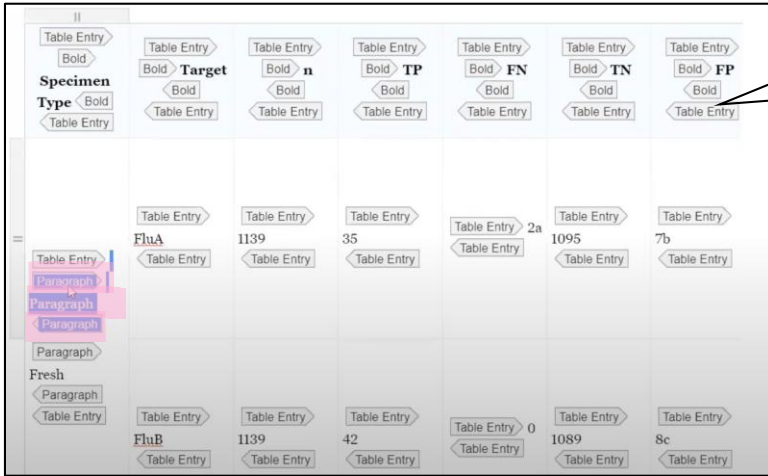 Table Entry
Bold
Specimen
Type Bold
Table Entry
Table Entry
Bold Target
Bold
Table Entry
Table Entry
Bold n
Bold
Table Entry
Table Entry
Bold TP
Bold
Table Entry
Table Entry
Bold FN
Bold
Table Entry
Table Entry
Bold TN
Bold
Table Entry
Table Entry
Bold FP
Bold
Table Entry
Table Entry
Paragraph
Paragraph
Paragraph
Paragraph
Fresh
Paragraph
Table Entry
Table Entry
FluA
Table Entry
Table Entry
1139
Table Entry
Table Entry
35
Table Entry
Table Entry 2a
Table Entry
Table Entry
1095
Table Entry
Table Entry
7b
Table Entry
Table Entry
FluB
Table Entry
Table Entry
1139
Table Entry
Table Entry
42
Table Entry
Table Entry 0
Table Entry
Table Entry
1089
Table Entry
Table Entry
8c
Table Entry